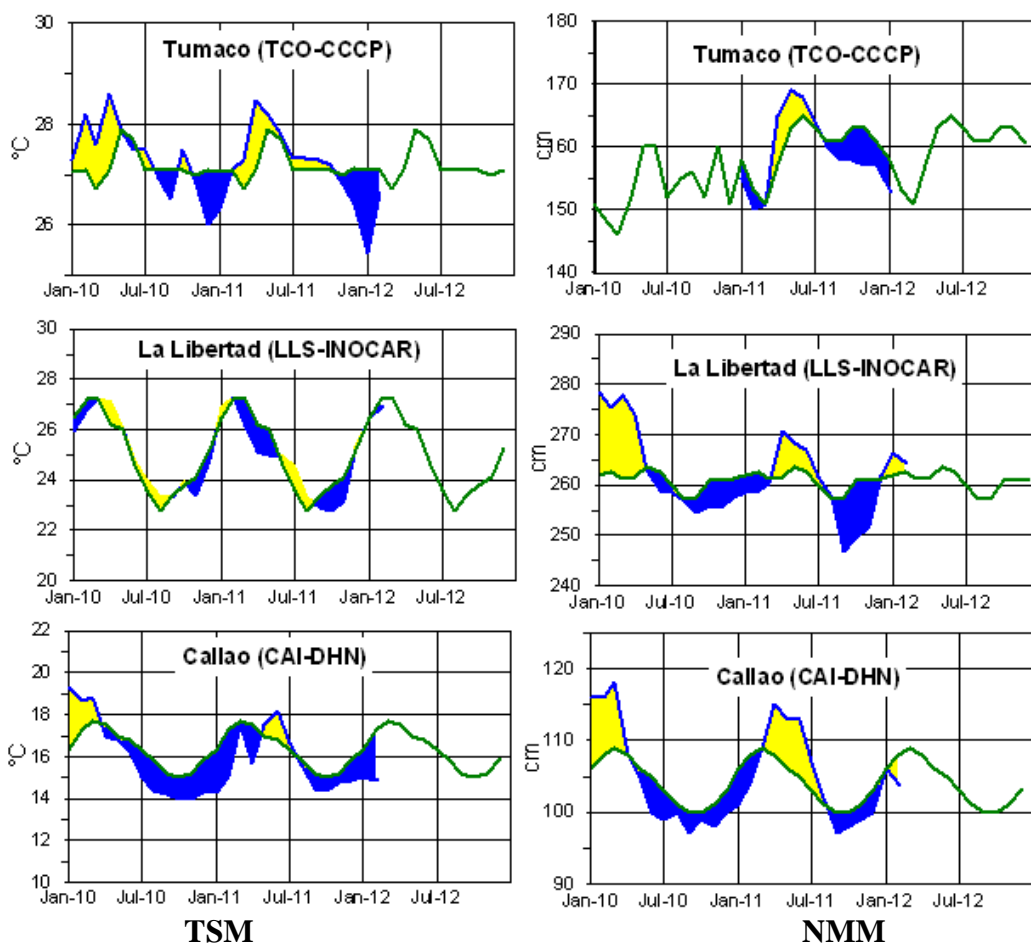 Tumaco (TCO-CCCP)
°C
30
28
26
Jan-10 Jul-10 Jan-11 Jul-11 Jan-12 Jul-12
Tumaco (TCO-CCCP)
cm
180
170
160
150
140
Jan-10 Jul-10 Jan-11 Jul-11 Jan-12 Jul-12
La Libertad (LLS-INOCAR)
°C
30
28
26
24
22
20
Jan-10 Jul-10 Jan-11 Jul-11 Jan-12 Jul-12
La Libertad (LLS-INOCAR)
cm
290
280
270
260
250
240
Jan-10 Jul-10 Jan-11 Jul-11 Jan-12 Jul-12
Callao (CAI-DHN)
°C
22
20
18
16
14
12
10
Jan-10 Jul-10 Jan-11 Jul-11 Jan-12 Jul-12
Callao (CAI-DHN)
cm
120
110
100
90
Jan-10 Jul-10 Jan-11 Jul-11 Jan-12 Jul-12
TSM
NMM